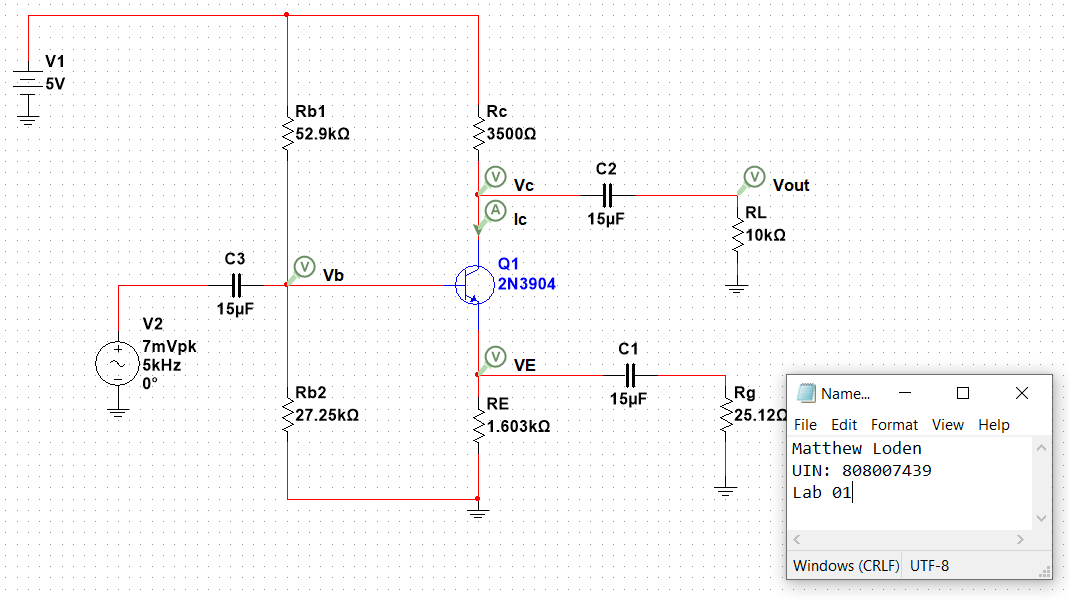 V1
5V
Rb1
52.9kΩ
Rc
3500Ω
V
Vc
A
Ic
C2
15µF
V
Vout
RL
10kΩ
C3
15µF
V
Vb
Q1
2N3904
V2
7mVpk
5kHz
0°
V
VE
C1
15µF
Rb2
27.25kΩ
RE
1.603kΩ
Rg
25.12Ω
Name...
File Edit Format View Help
Matthew Loden
UIN: 808007439
Lab 01
Windows (CRLF) UTF-8